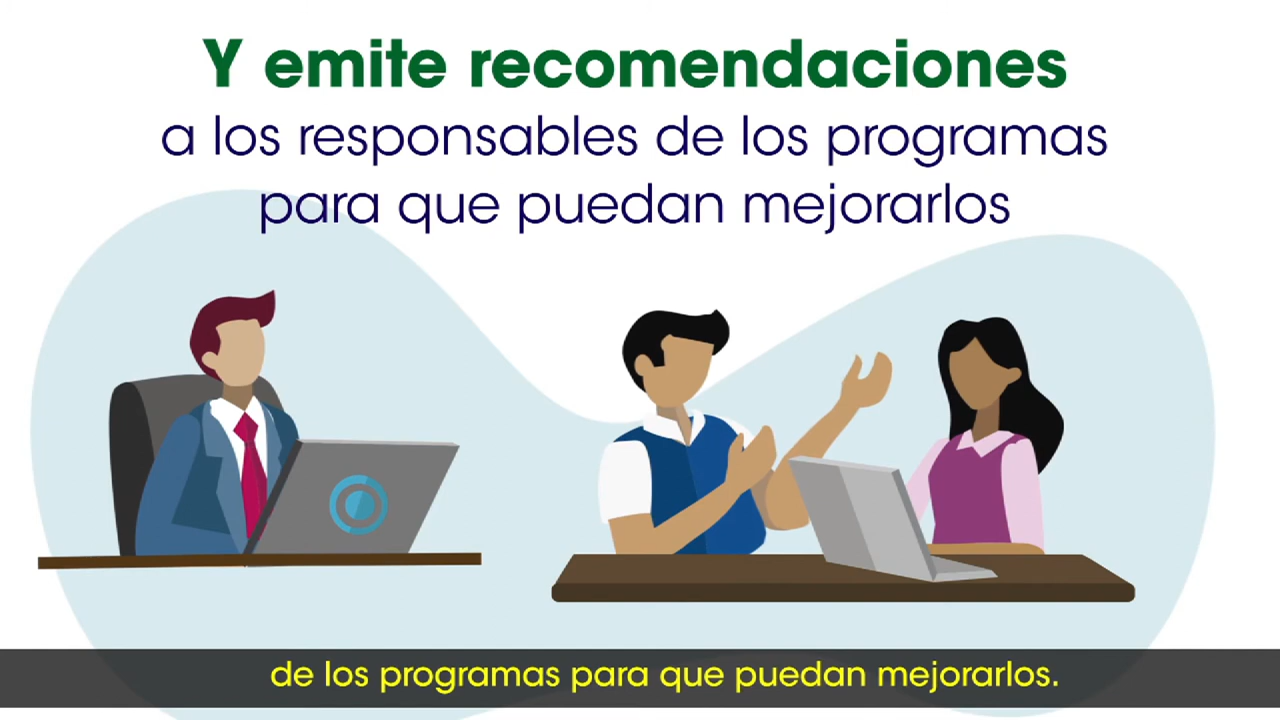 Y emite recomendaciones
a los responsables de los programas
para que puedan mejorarlos
de los programas para que puedan mejorarlos.